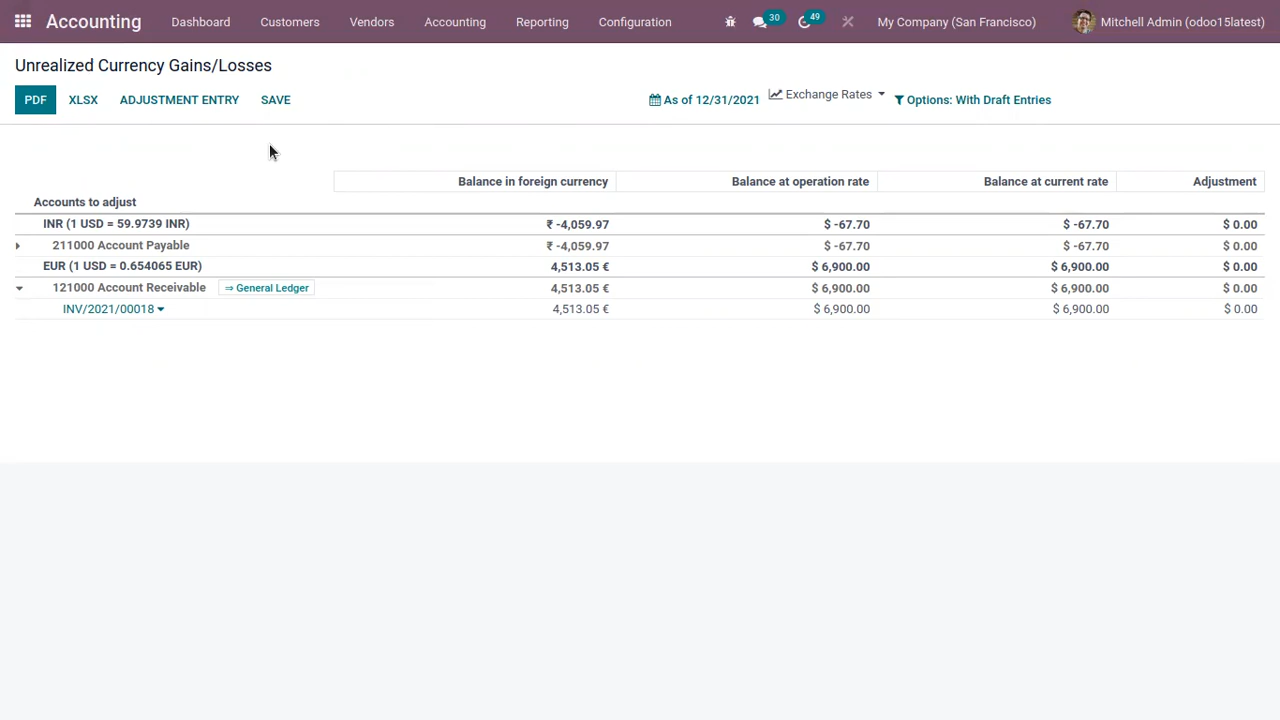 Accounting Dashboard Customers Vendors Accounting Reporting Configuration 30 49 My Company (San Francisco) Mitchell Admin (odoo15latest)
Unrealized Currency Gains/Losses
PDF XLSX ADJUSTMENT ENTRY SAVE As of 12/31/2021 Exchange Rates Options: With Draft Entries
Balance in foreign currency Balance at operation rate Balance at current rate Adjustment
Accounts to adjust
INR (1 USD = 59.9739 INR) ₹ -4,059.97 $ -67.70 $ -67.70 $ 0.00
211000 Account Payable ₹ -4,059.97 $ -67.70 $ -67.70 $ 0.00
EUR (1 USD = 0.654065 EUR) 4,513.05 € $ 6,900.00 $ 6,900.00 $ 0.00
121000 Account Receivable ⇒ General Ledger 4,513.05 € $ 6,900.00 $ 6,900.00 $ 0.00
INV/2021/00018 4,513.05 € $ 6,900.00 $ 6,900.00 $ 0.00